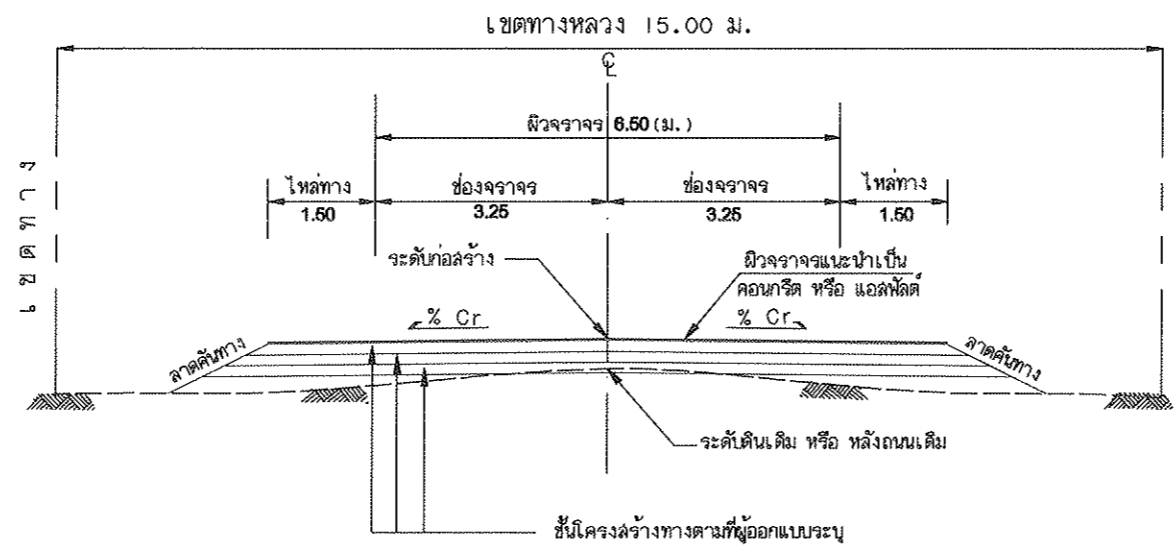 เขตทางหลวง 15.00 ม.
℄
ผิวจราจร 6.50 (ม.)
เขตทาง
ไหล่ทาง
1.50
ช่องจราจร
3.25
ช่องจราจร
3.25
ไหล่ทาง
1.50
ระดับก่อสร้าง
ผิวจราจรแนะนำเป็น
คอนกรีต หรือ แอสฟัลต์
% Cr
% Cr
ลาดคันทาง
ลาดคันทาง
ระดับดินเดิม หรือ หลังถนนเดิม
ชั้นโครงสร้างทางตามที่ผู้ออกแบบระบุ